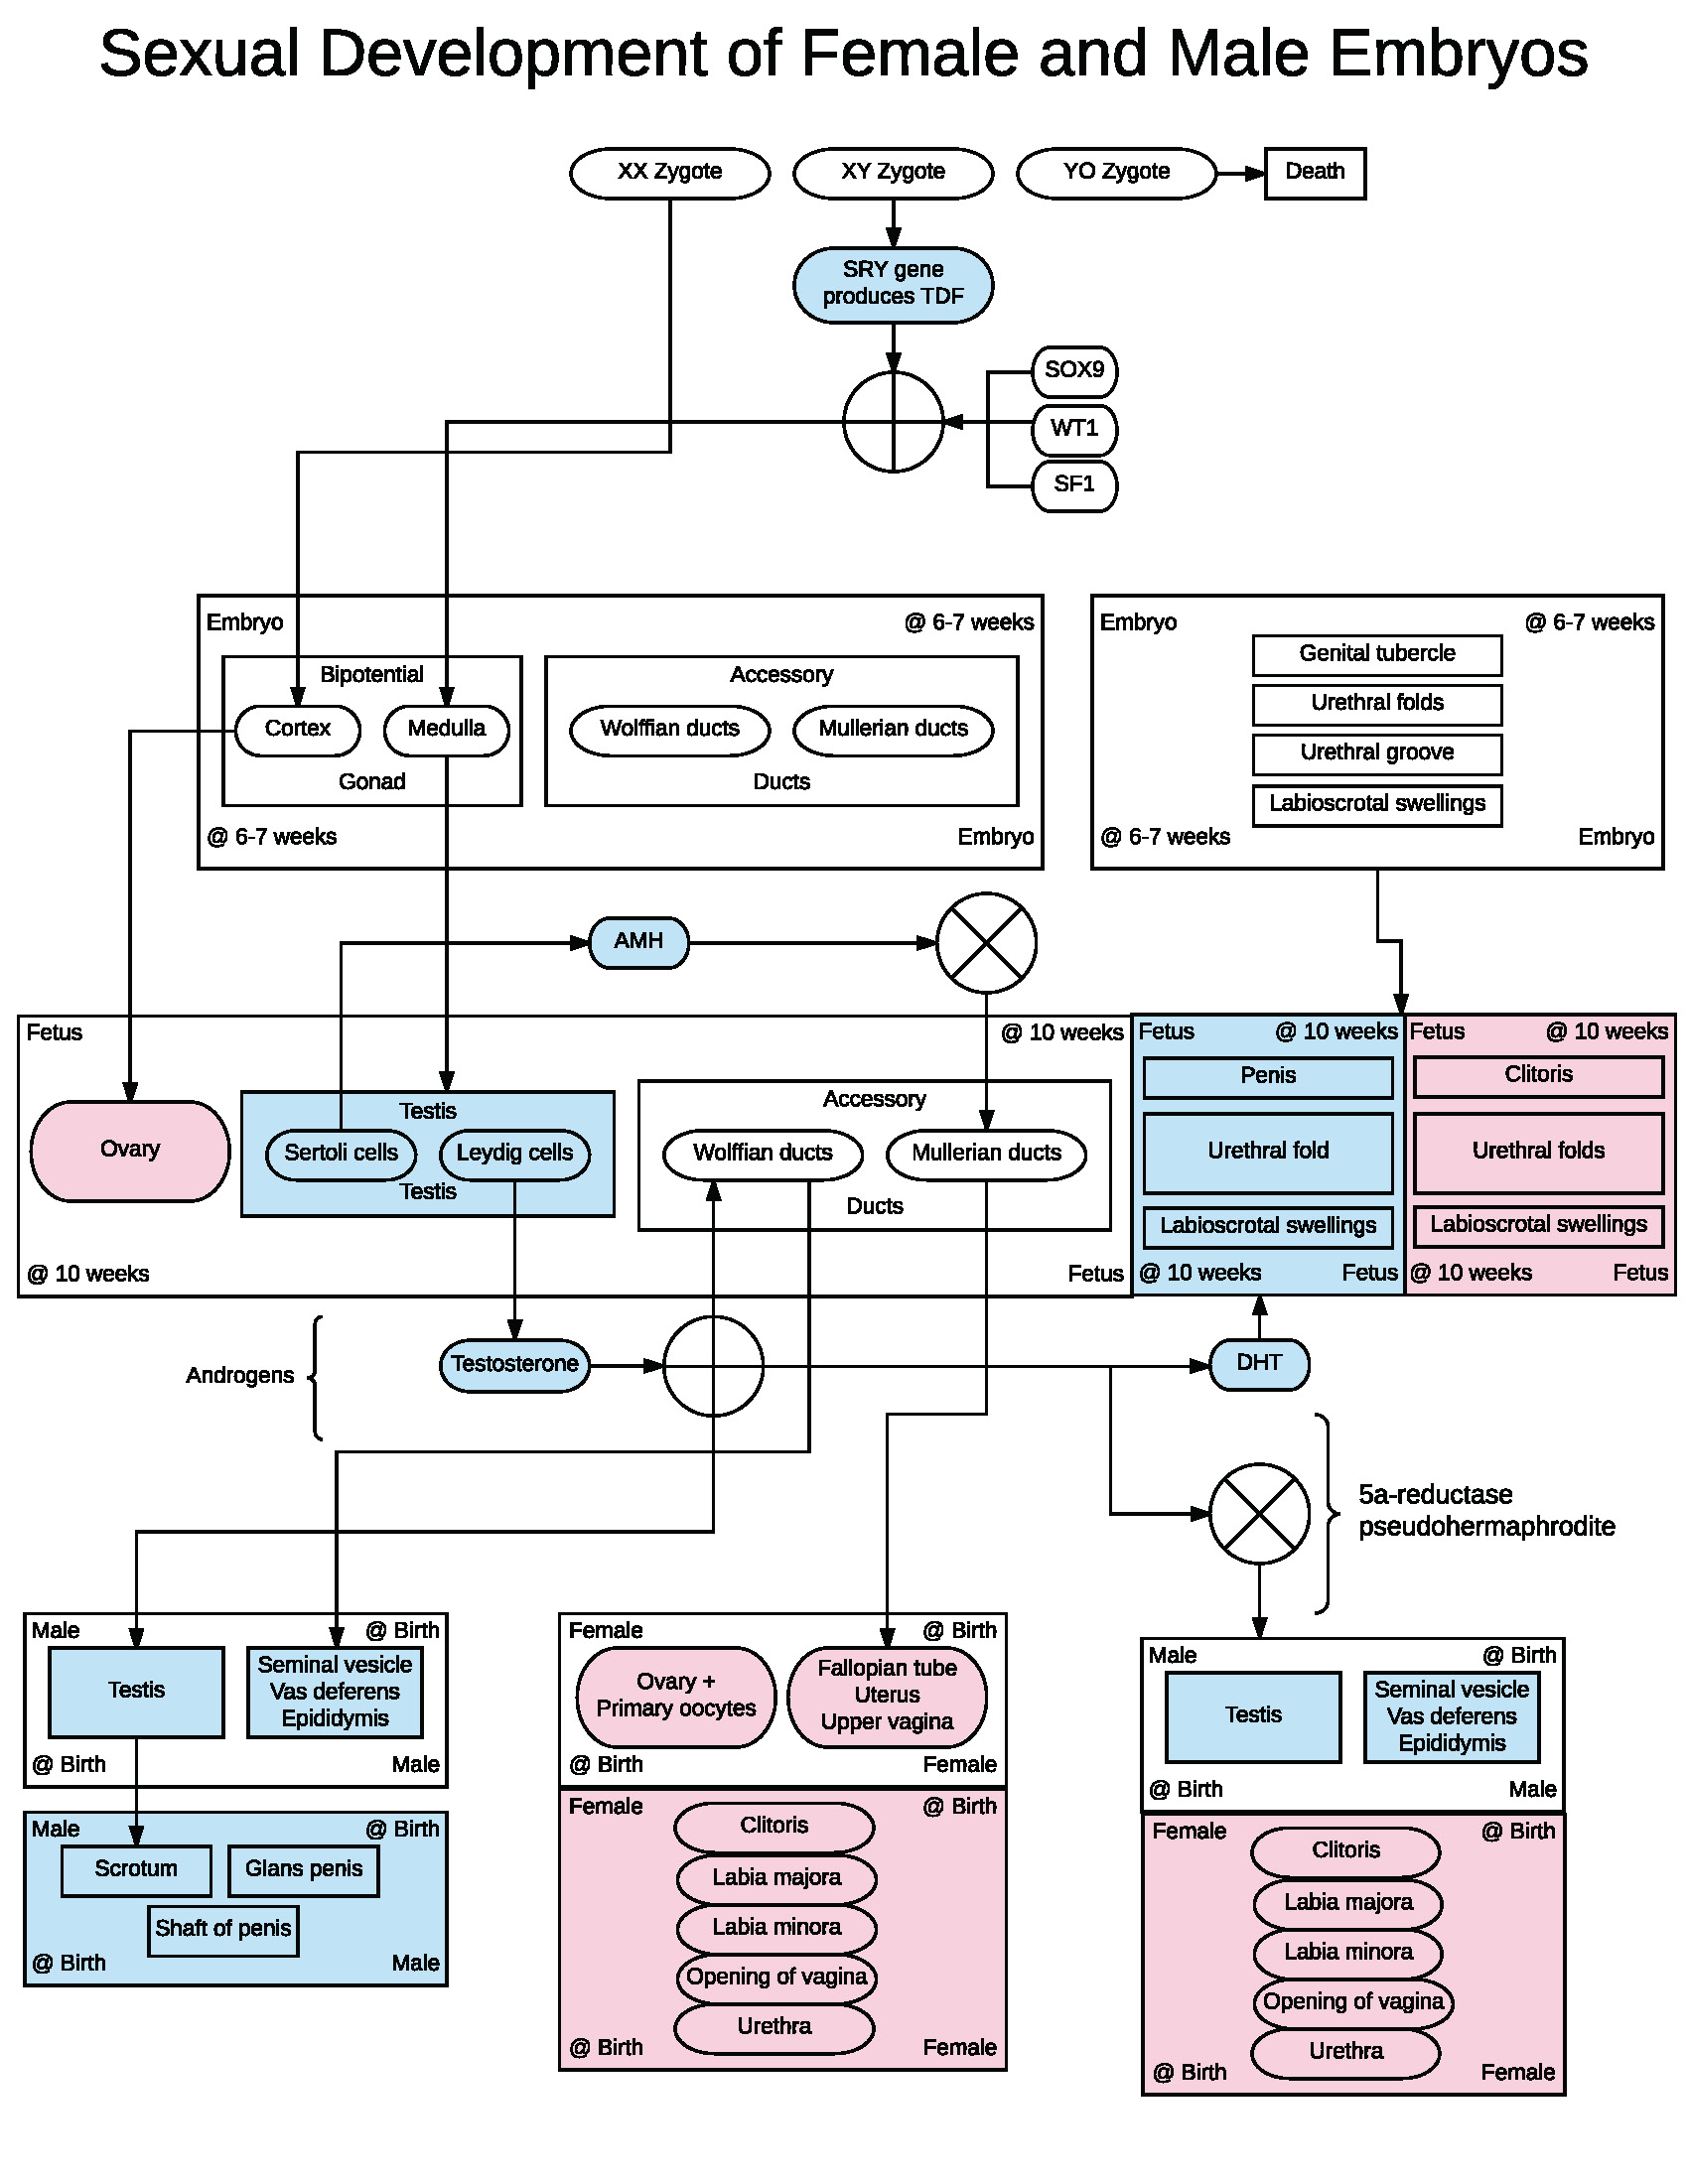 Sexual Development of Female and Male Embryos
XX Zygote
XY Zygote
YO Zygote
Death
SRY gene
produces TDF
SOX9
WT1
SF1
Embryo
@ 6-7 weeks
Bipotential
Cortex
Medulla
Gonad
Accessory
Wolffian ducts
Mullerian ducts
Ducts
@ 6-7 weeks
Embryo
Embryo
@ 6-7 weeks
Genital tubercle
Urethral folds
Urethral groove
Labioscrotal swellings
@ 6-7 weeks
Embryo
AMH
Fetus
@ 10 weeks
Ovary
Testis
Sertoli cells
Leydig cells
Testis
Accessory
Wolffian ducts
Mullerian ducts
Ducts
@ 10 weeks
Fetus
Fetus
@ 10 weeks
Penis
Urethral fold
Labioscrotal swellings
@ 10 weeks
Fetus
Fetus
@ 10 weeks
Clitoris
Urethral folds
Labioscrotal swellings
@ 10 weeks
Fetus
Androgens
Testosterone
DHT
5a-reductase
pseudohermaphrodite
Male
@ Birth
Testis
Seminal vesicle
Vas deferens
Epididymis
@ Birth
Male
Male
@ Birth
Scrotum
Glans penis
Shaft of penis
@ Birth
Male
Female
@ Birth
Ovary +
Primary oocytes
Fallopian tube
Uterus
Upper vagina
@ Birth
Female
Female
@ Birth
Clitoris
Labia majora
Labia minora
Opening of vagina
Urethra
@ Birth
Female
Male
@ Birth
Testis
Seminal vesicle
Vas deferens
Epididymis
@ Birth
Male
Female
@ Birth
Clitoris
Labia majora
Labia minora
Opening of vagina
Urethra
@ Birth
Female